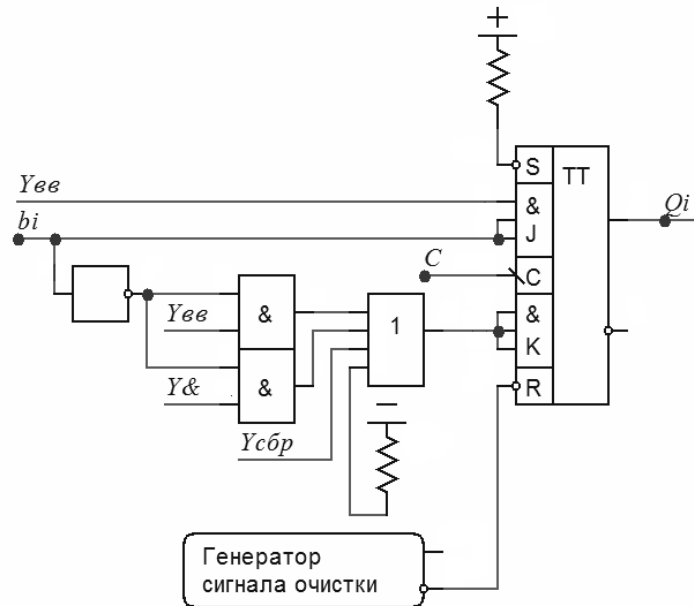 +
S TT
Yвв
&
Qi
bi
J
C
C
&
Yвв
&
1
&
K
Y&
&
R
Yсбр
−
Генератор
сигнала очистки